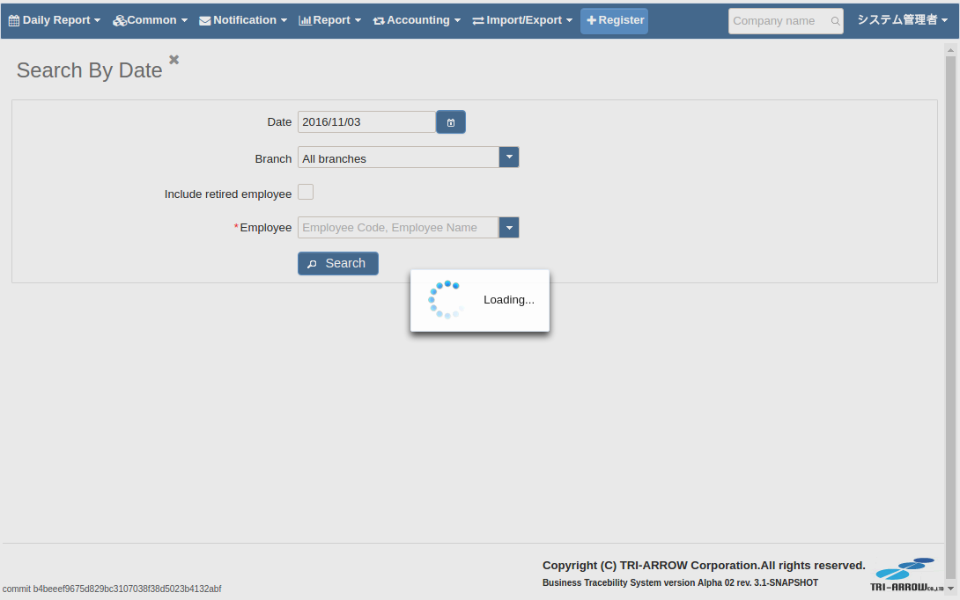 Daily Report Common Notification Report Accounting Import/Export Register Company name システム管理者
Search By Date
Date 2016/11/03
Branch All branches
Include retired employee
*Employee Employee Code, Employee Name
Search
Loading...
Copyright (C) TRI-ARROW Corporation.All rights reserved.
Business Tracebility System version Alpha 02 rev. 3.1-SNAPSHOT
TRI-ARROW CO.,LTD
commit b4beeef9675d829bc3107038f38d5023b4132abf